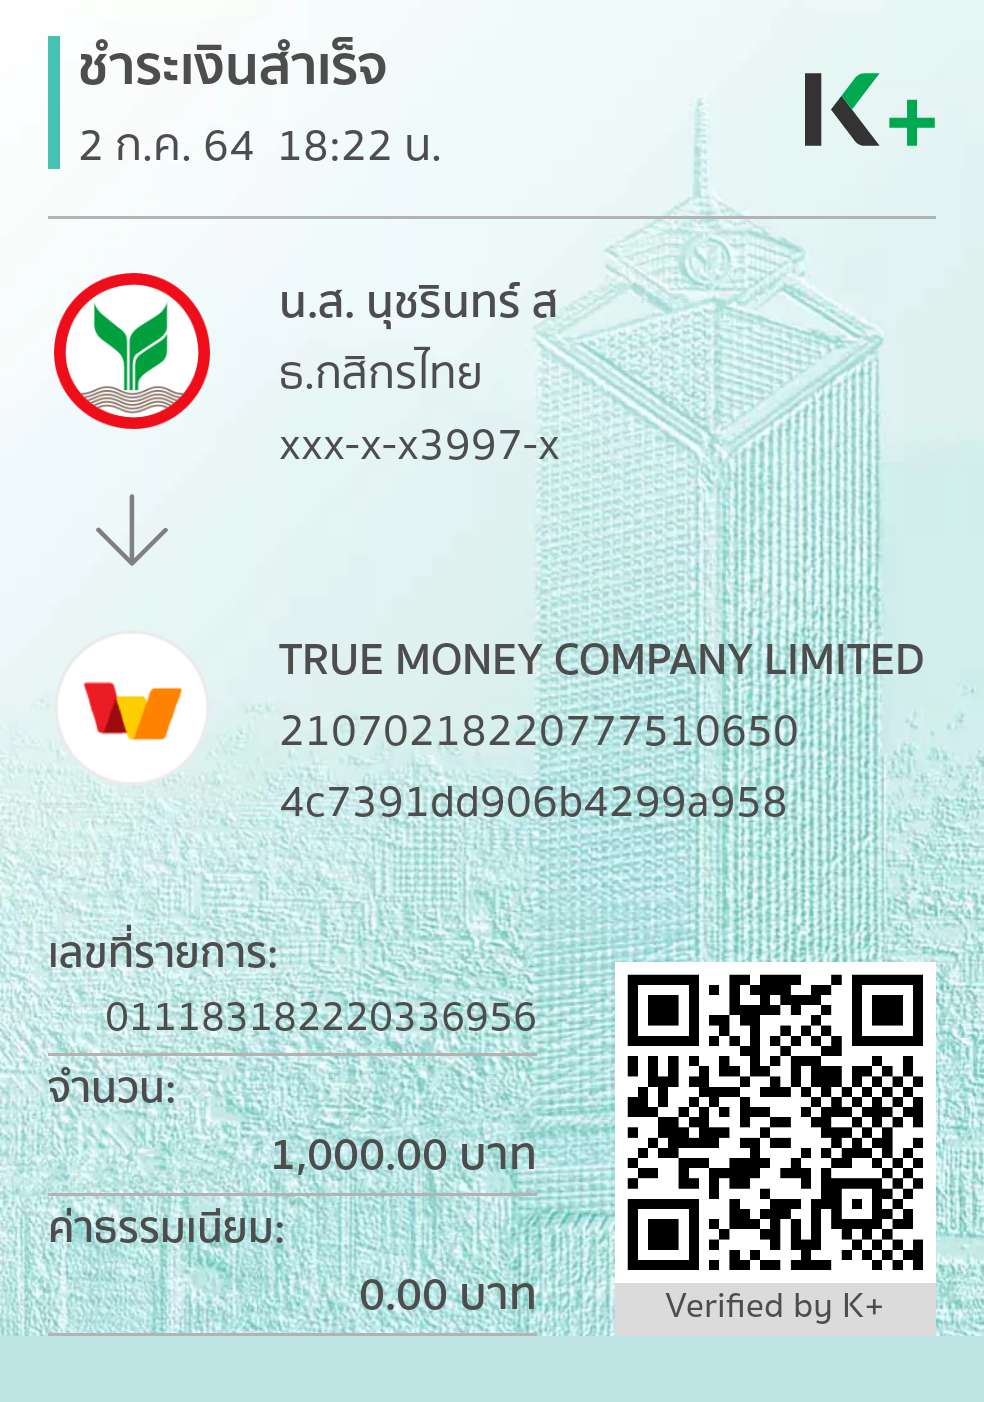 ชำระเงินสำเร็จ
2 ก.ค. 64 18:22 น.
K+
น.ส. นุชรินทร์ ส
ธ.กสิกรไทย
xxx-x-x3997-x
TRUE MONEY COMPANY LIMITED
21070218220777510650
4c7391dd906b4299a958
เลขที่รายการ:
011183182220336956
จำนวน:
1,000.00 บาท
ค่าธรรมเนียม:
0.00 บาท
Verified by K+